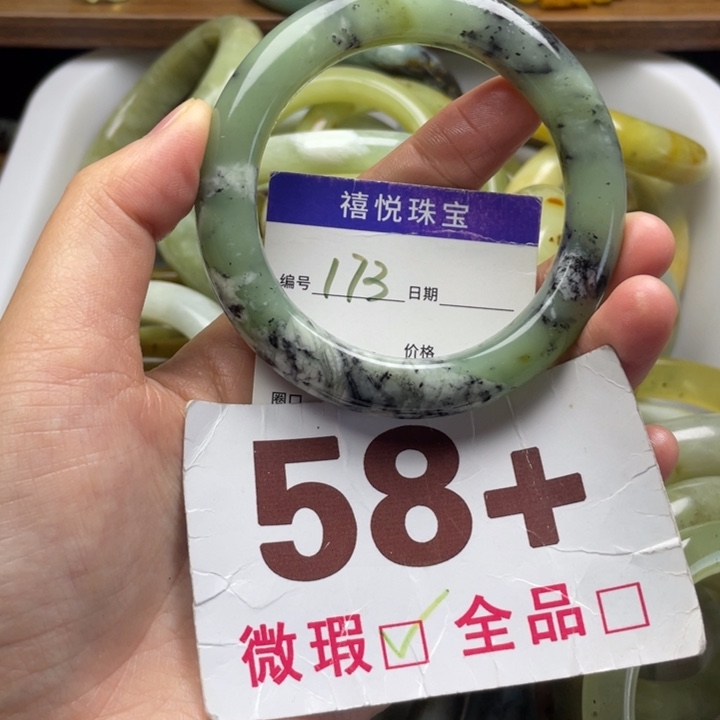 禧悦珠宝
编号 173 日期
价格
圈口
58+
微瑕 ☑ 全品 □